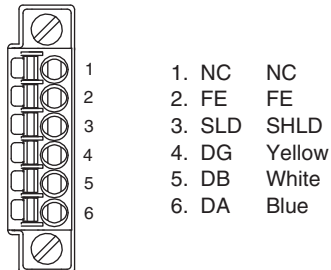 1
2
3
4
5
6
1. NC NC
2. FE FE
3. SLD SHLD
4. DG Yellow
5. DB White
6. DA Blue